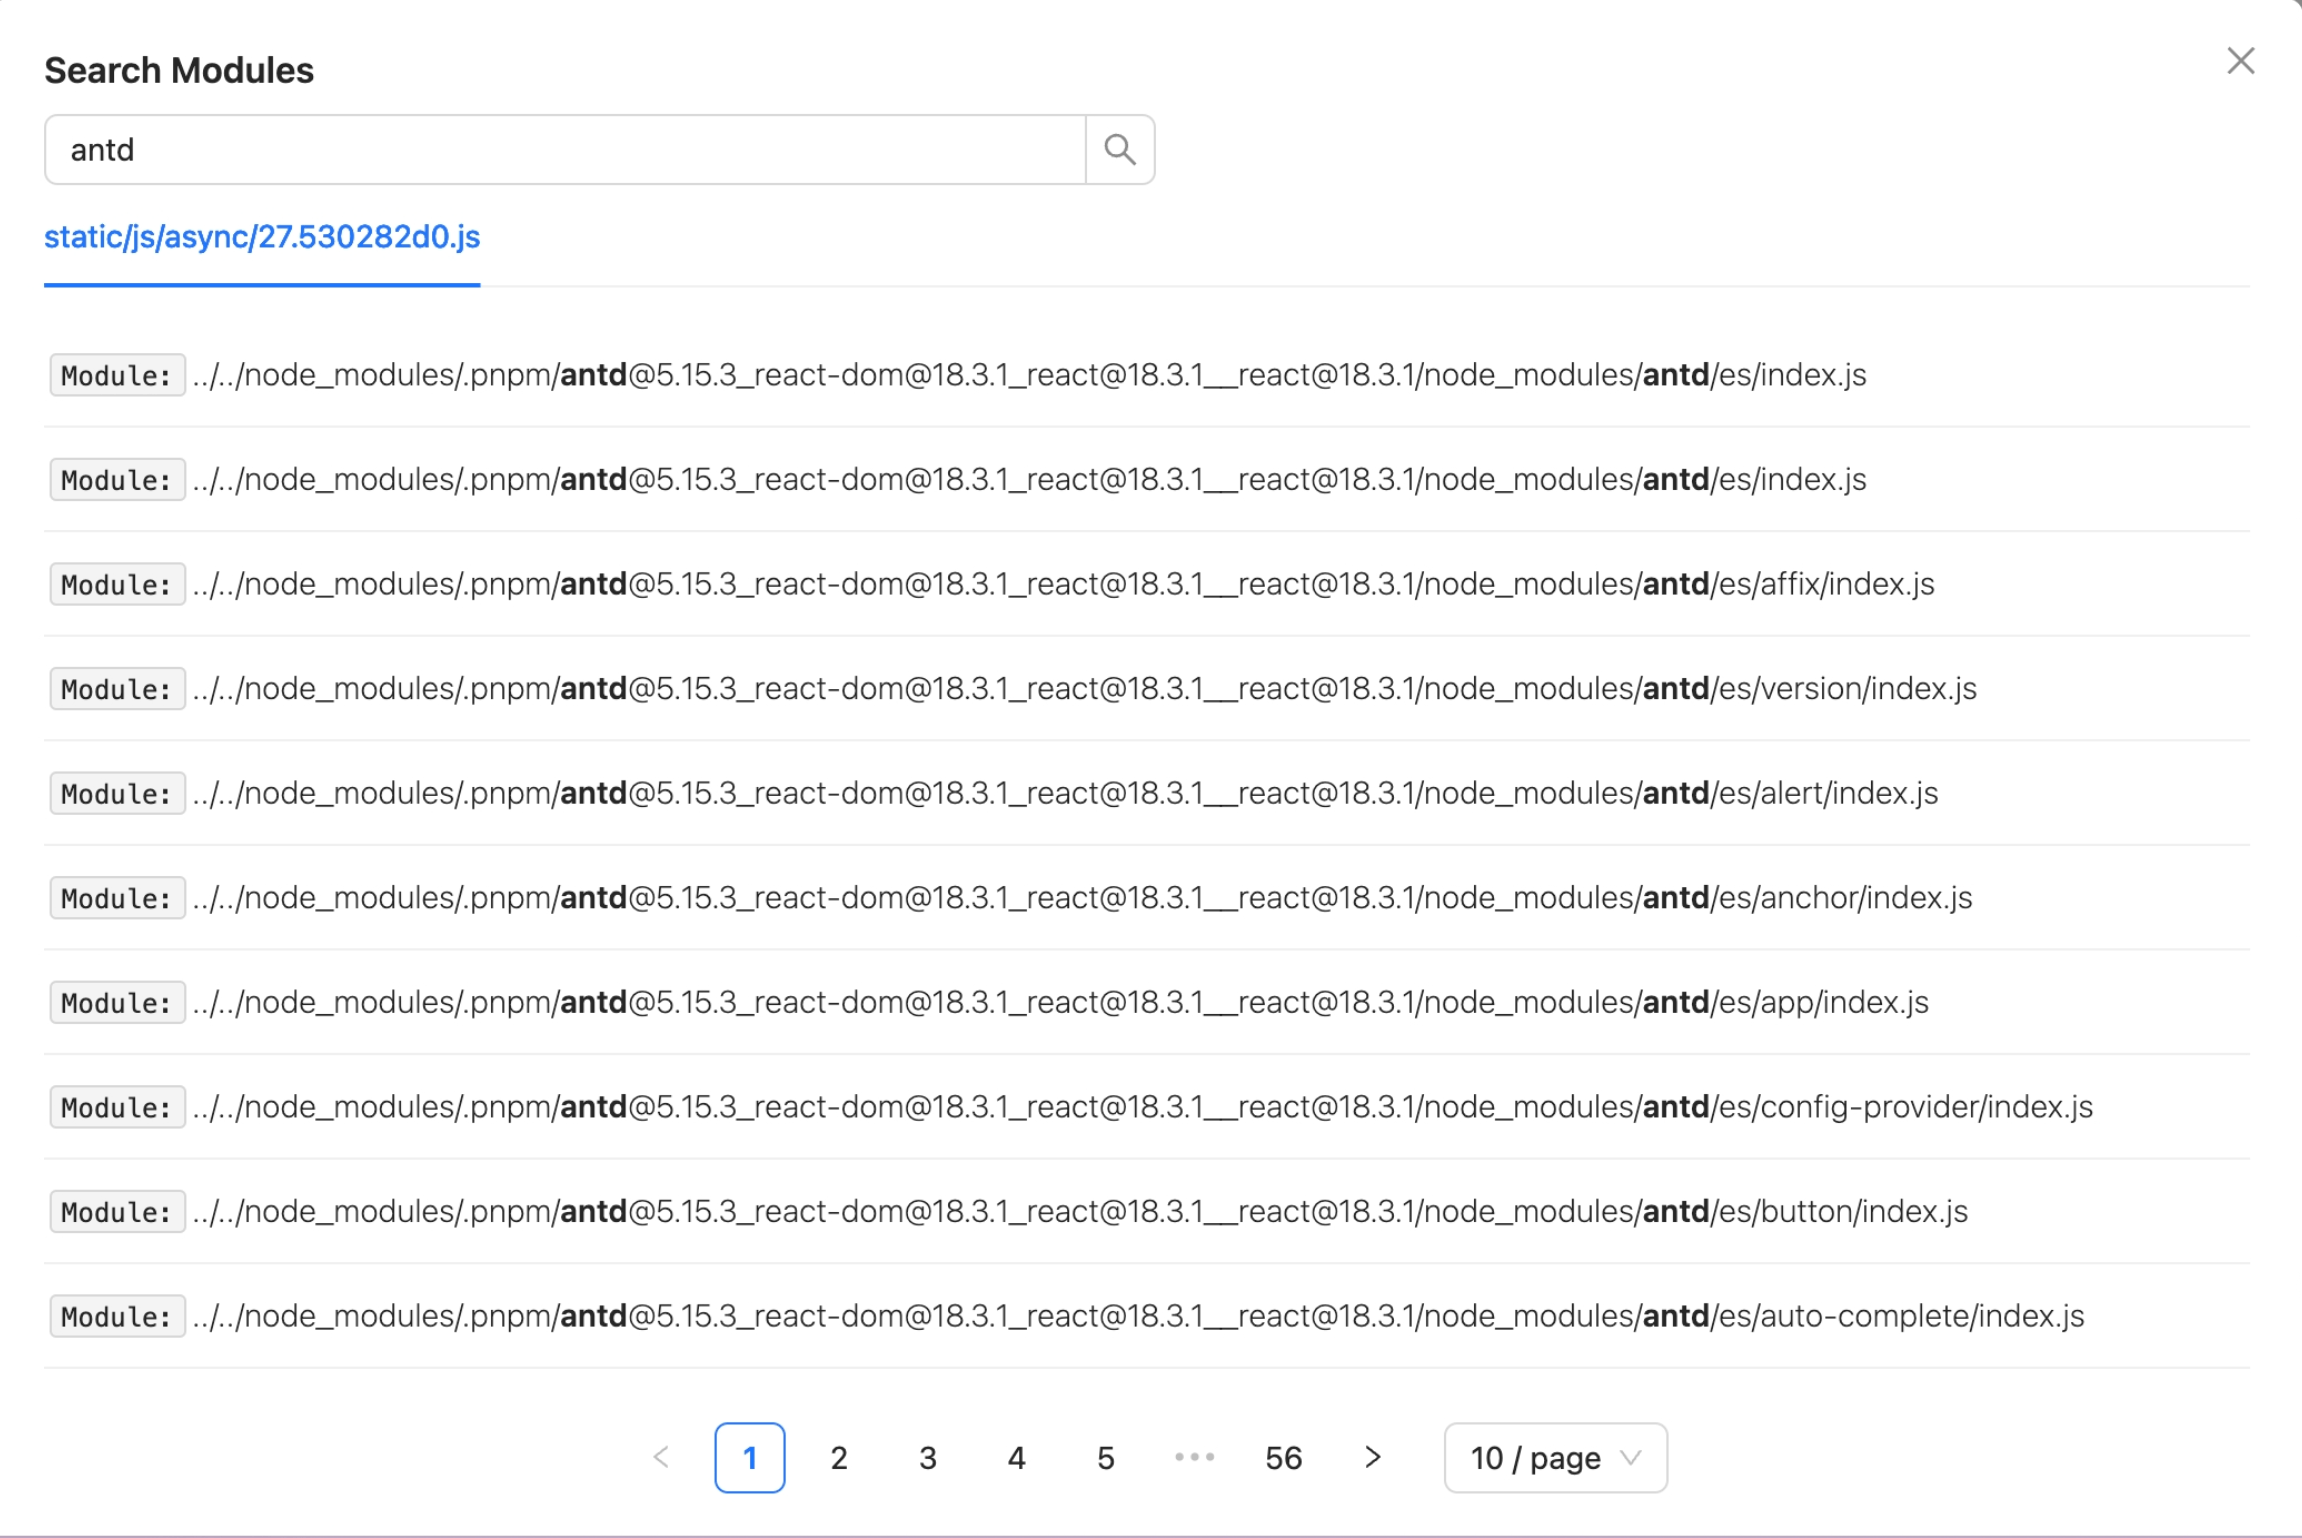 Search Modules
antd
static/js/async/27.530282d0.js
Module: ../../node_modules/.pnpm/antd@5.15.3_react-dom@18.3.1_react@18.3.1__react@18.3.1/node_modules/antd/es/index.js
Module: ../../node_modules/.pnpm/antd@5.15.3_react-dom@18.3.1_react@18.3.1__react@18.3.1/node_modules/antd/es/index.js
Module: ../../node_modules/.pnpm/antd@5.15.3_react-dom@18.3.1_react@18.3.1__react@18.3.1/node_modules/antd/es/affix/index.js
Module: ../../node_modules/.pnpm/antd@5.15.3_react-dom@18.3.1_react@18.3.1__react@18.3.1/node_modules/antd/es/version/index.js
Module: ../../node_modules/.pnpm/antd@5.15.3_react-dom@18.3.1_react@18.3.1__react@18.3.1/node_modules/antd/es/alert/index.js
Module: ../../node_modules/.pnpm/antd@5.15.3_react-dom@18.3.1_react@18.3.1__react@18.3.1/node_modules/antd/es/anchor/index.js
Module: ../../node_modules/.pnpm/antd@5.15.3_react-dom@18.3.1_react@18.3.1__react@18.3.1/node_modules/antd/es/app/index.js
Module: ../../node_modules/.pnpm/antd@5.15.3_react-dom@18.3.1_react@18.3.1__react@18.3.1/node_modules/antd/es/config-provider/index.js
Module: ../../node_modules/.pnpm/antd@5.15.3_react-dom@18.3.1_react@18.3.1__react@18.3.1/node_modules/antd/es/button/index.js
Module: ../../node_modules/.pnpm/antd@5.15.3_react-dom@18.3.1_react@18.3.1__react@18.3.1/node_modules/antd/es/auto-complete/index.js
< 1 2 3 4 5 ••• 56 > 10 / page